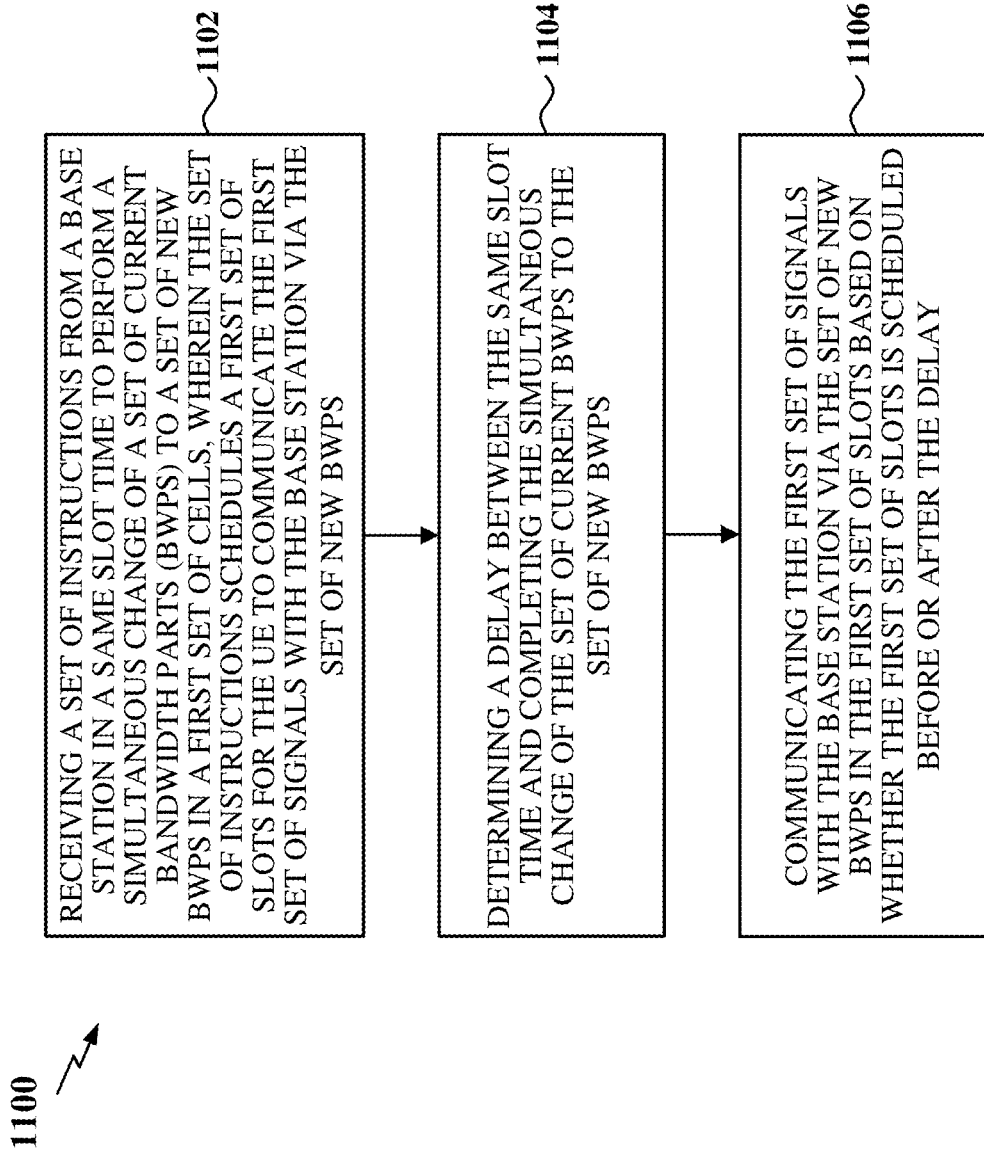 1100
RECEIVING A SET OF INSTRUCTIONS FROM A BASE
STATION IN A SAME SLOT TIME TO PERFORM A
SIMULTANEOUS CHANGE OF A SET OF CURRENT
BANDWIDTH PARTS (BWPS) TO A SET OF NEW
BWPS IN A FIRST SET OF CELLS, WHEREIN THE SET
OF INSTRUCTIONS SCHEDULES A FIRST SET OF
SLOTS FOR THE UE TO COMMUNICATE THE FIRST
SET OF SIGNALS WITH THE BASE STATION VIA THE
SET OF NEW BWPS
1102
DETERMINING A DELAY BETWEEN THE SAME SLOT
TIME AND COMPLETING THE SIMULTANEOUS
CHANGE OF THE SET OF CURRENT BWPS TO THE
SET OF NEW BWPS
1104
COMMUNICATING THE FIRST SET OF SIGNALS
WITH THE BASE STATION VIA THE SET OF NEW
BWPS IN THE FIRST SET OF SLOTS BASED ON
WHETHER THE FIRST SET OF SLOTS IS SCHEDULED
BEFORE OR AFTER THE DELAY
1106